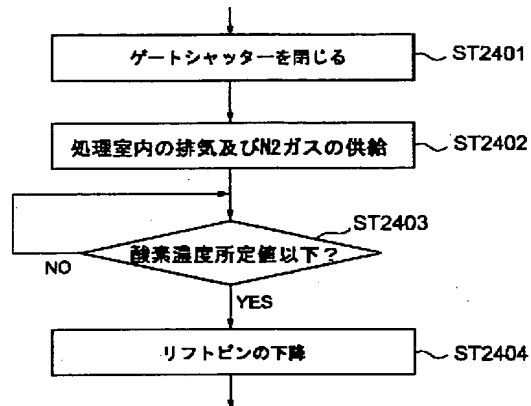 ゲートシャッターを閉じる
ST2401
処理室内の排気及びN2ガスの供給
ST2402
ST2403
酸素濃度所定値以下？
NO
YES
リフトピンの下降
ST2404